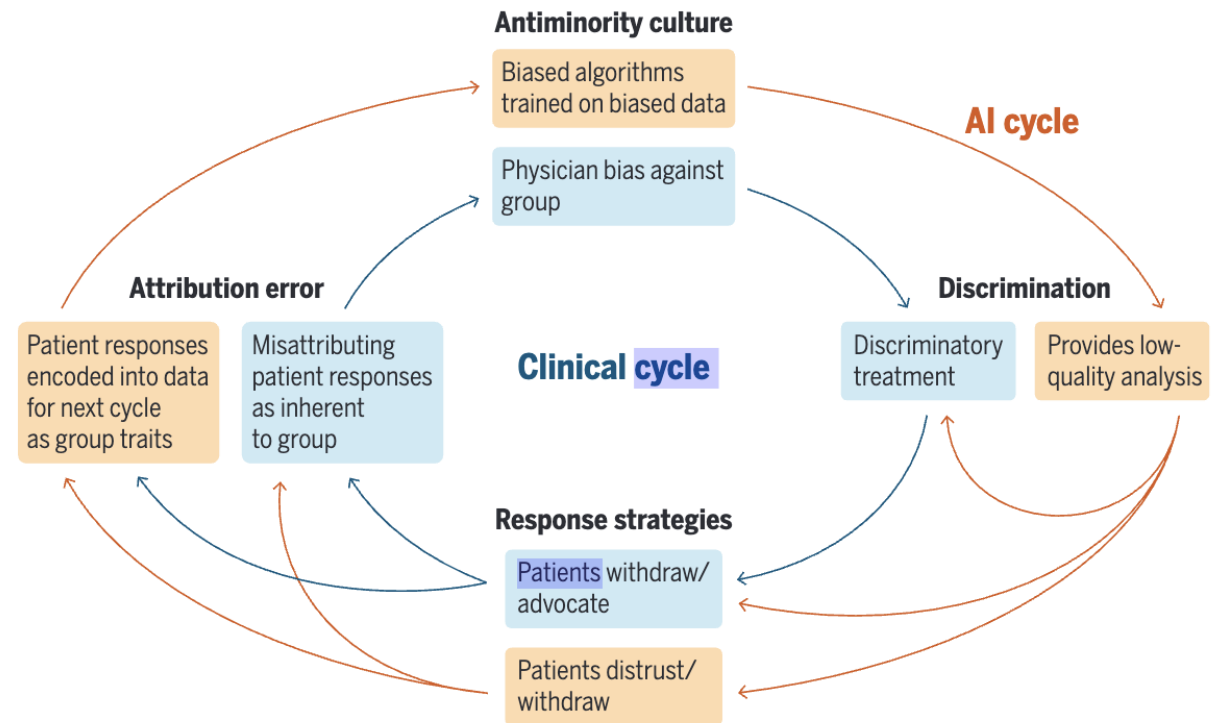 Antiminority culture
Biased algorithms
trained on biased data
AI cycle
Physician bias against
group
Attribution error
Discrimination
Patient responses
encoded into data
for next cycle
as group traits
Misattributing
patient responses
as inherent
to group
Clinical cycle
Discriminatory
treatment
Provides low-
quality analysis
Response strategies
Patients withdraw/
advocate
Patients distrust/
withdraw